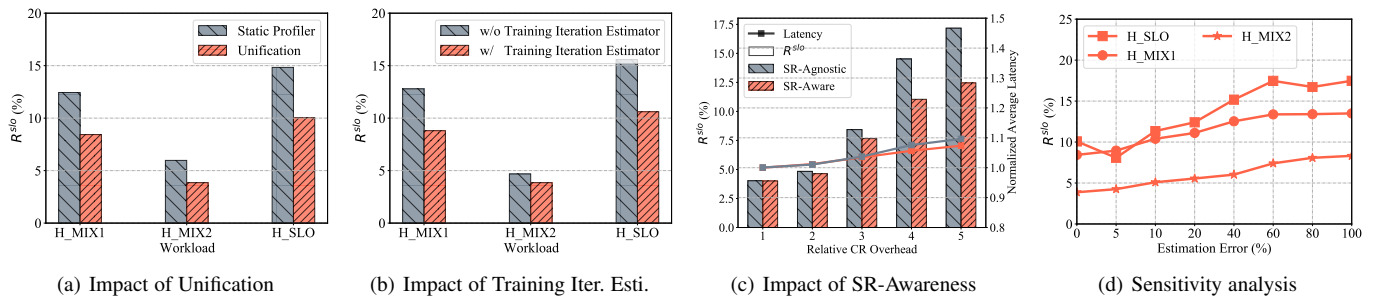 20
15
10
5
0
R^slo (%)
Static Profiler
Unification
H_MIX1
H_MIX2
H_SLO
Workload
(a) Impact of Unification
20
15
10
5
0
R^slo (%)
w/o Training Iteration Estimator
w/ Training Iteration Estimator
H_MIX1
H_MIX2
H_SLO
Workload
(b) Impact of Training Iter. Esti.
17.5
15.0
12.5
10.0
7.5
5.0
2.5
0.0
R^slo (%)
Latency
R^slo
SR-Agnostic
SR-Aware
1.5
1.4
1.3
1.2
1.1
1.0
0.9
0.8
Normalized Average Latency
1
2
3
4
5
Relative CR Overhead
(c) Impact of SR-Awareness
25
20
15
10
5
0
R^slo (%)
H_SLO
H_MIX1
H_MIX2
0
5
10
20
40
60
80
100
Estimation Error (%)
(d) Sensitivity analysis